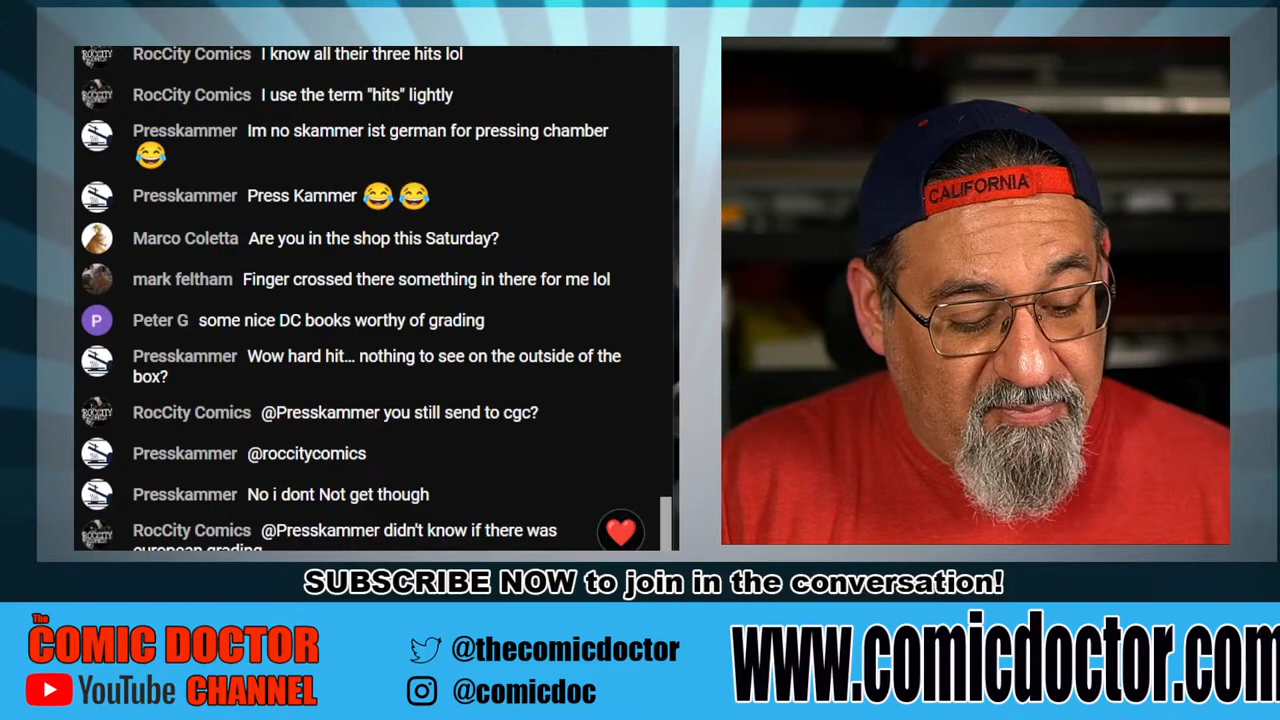 RocCity Comics I know all their three hits lol
RocCity Comics I use the term "hits" lightly
Presskammer Im no skammer ist german for pressing chamber
😂
Presskammer Press Kammer 😂 😂
Marco Coletta Are you in the shop this Saturday?
mark feltham Finger crossed there something in there for me lol
P Peter G some nice DC books worthy of grading
Presskammer Wow hard hit... nothing to see on the outside of the
box?
RocCity Comics @Presskammer you still send to cgc?
Presskammer @roccitycomics
Presskammer No i dont Not get though
RocCity Comics @Presskammer didn't know if there was
european grading
CALIFORNIA
SUBSCRIBE NOW to join in the conversation!
The
COMIC DOCTOR
YouTube CHANNEL
@thecomicdoctor
@comicdoc
www.comicdoctor.com